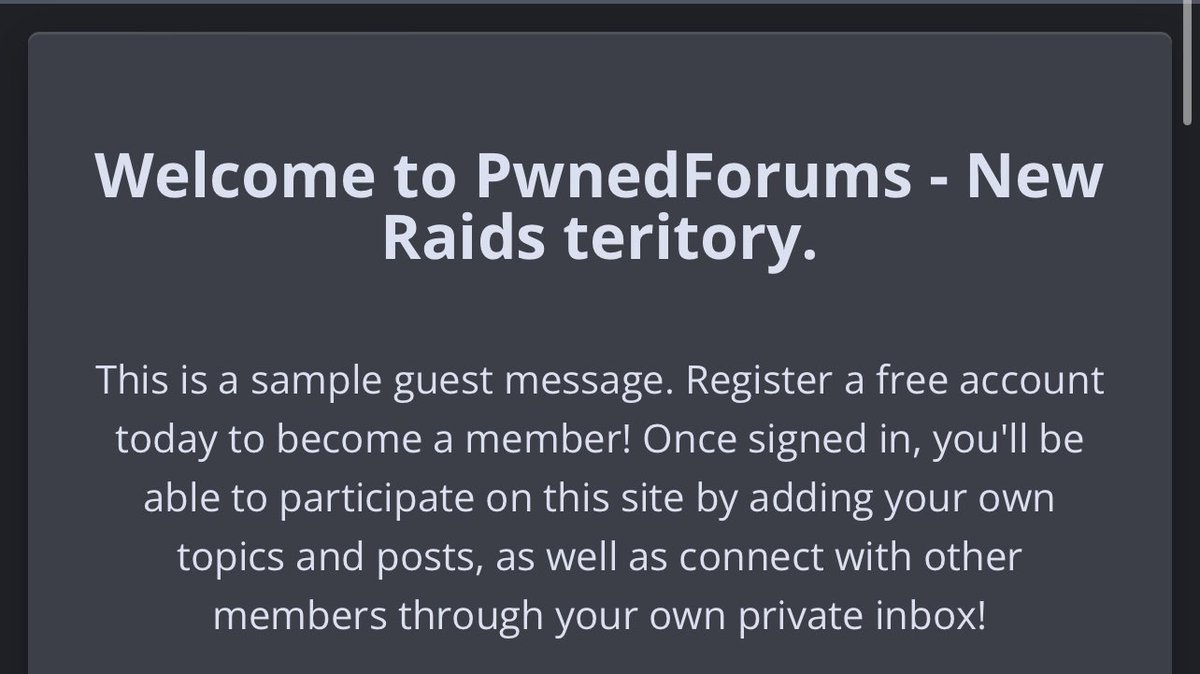 Welcome to PwnedForums - New
Raids teritory.
This is a sample guest message. Register a free account
today to become a member! Once signed in, you'll be
able to participate on this site by adding your own
topics and posts, as well as connect with other
members through your own private inbox!